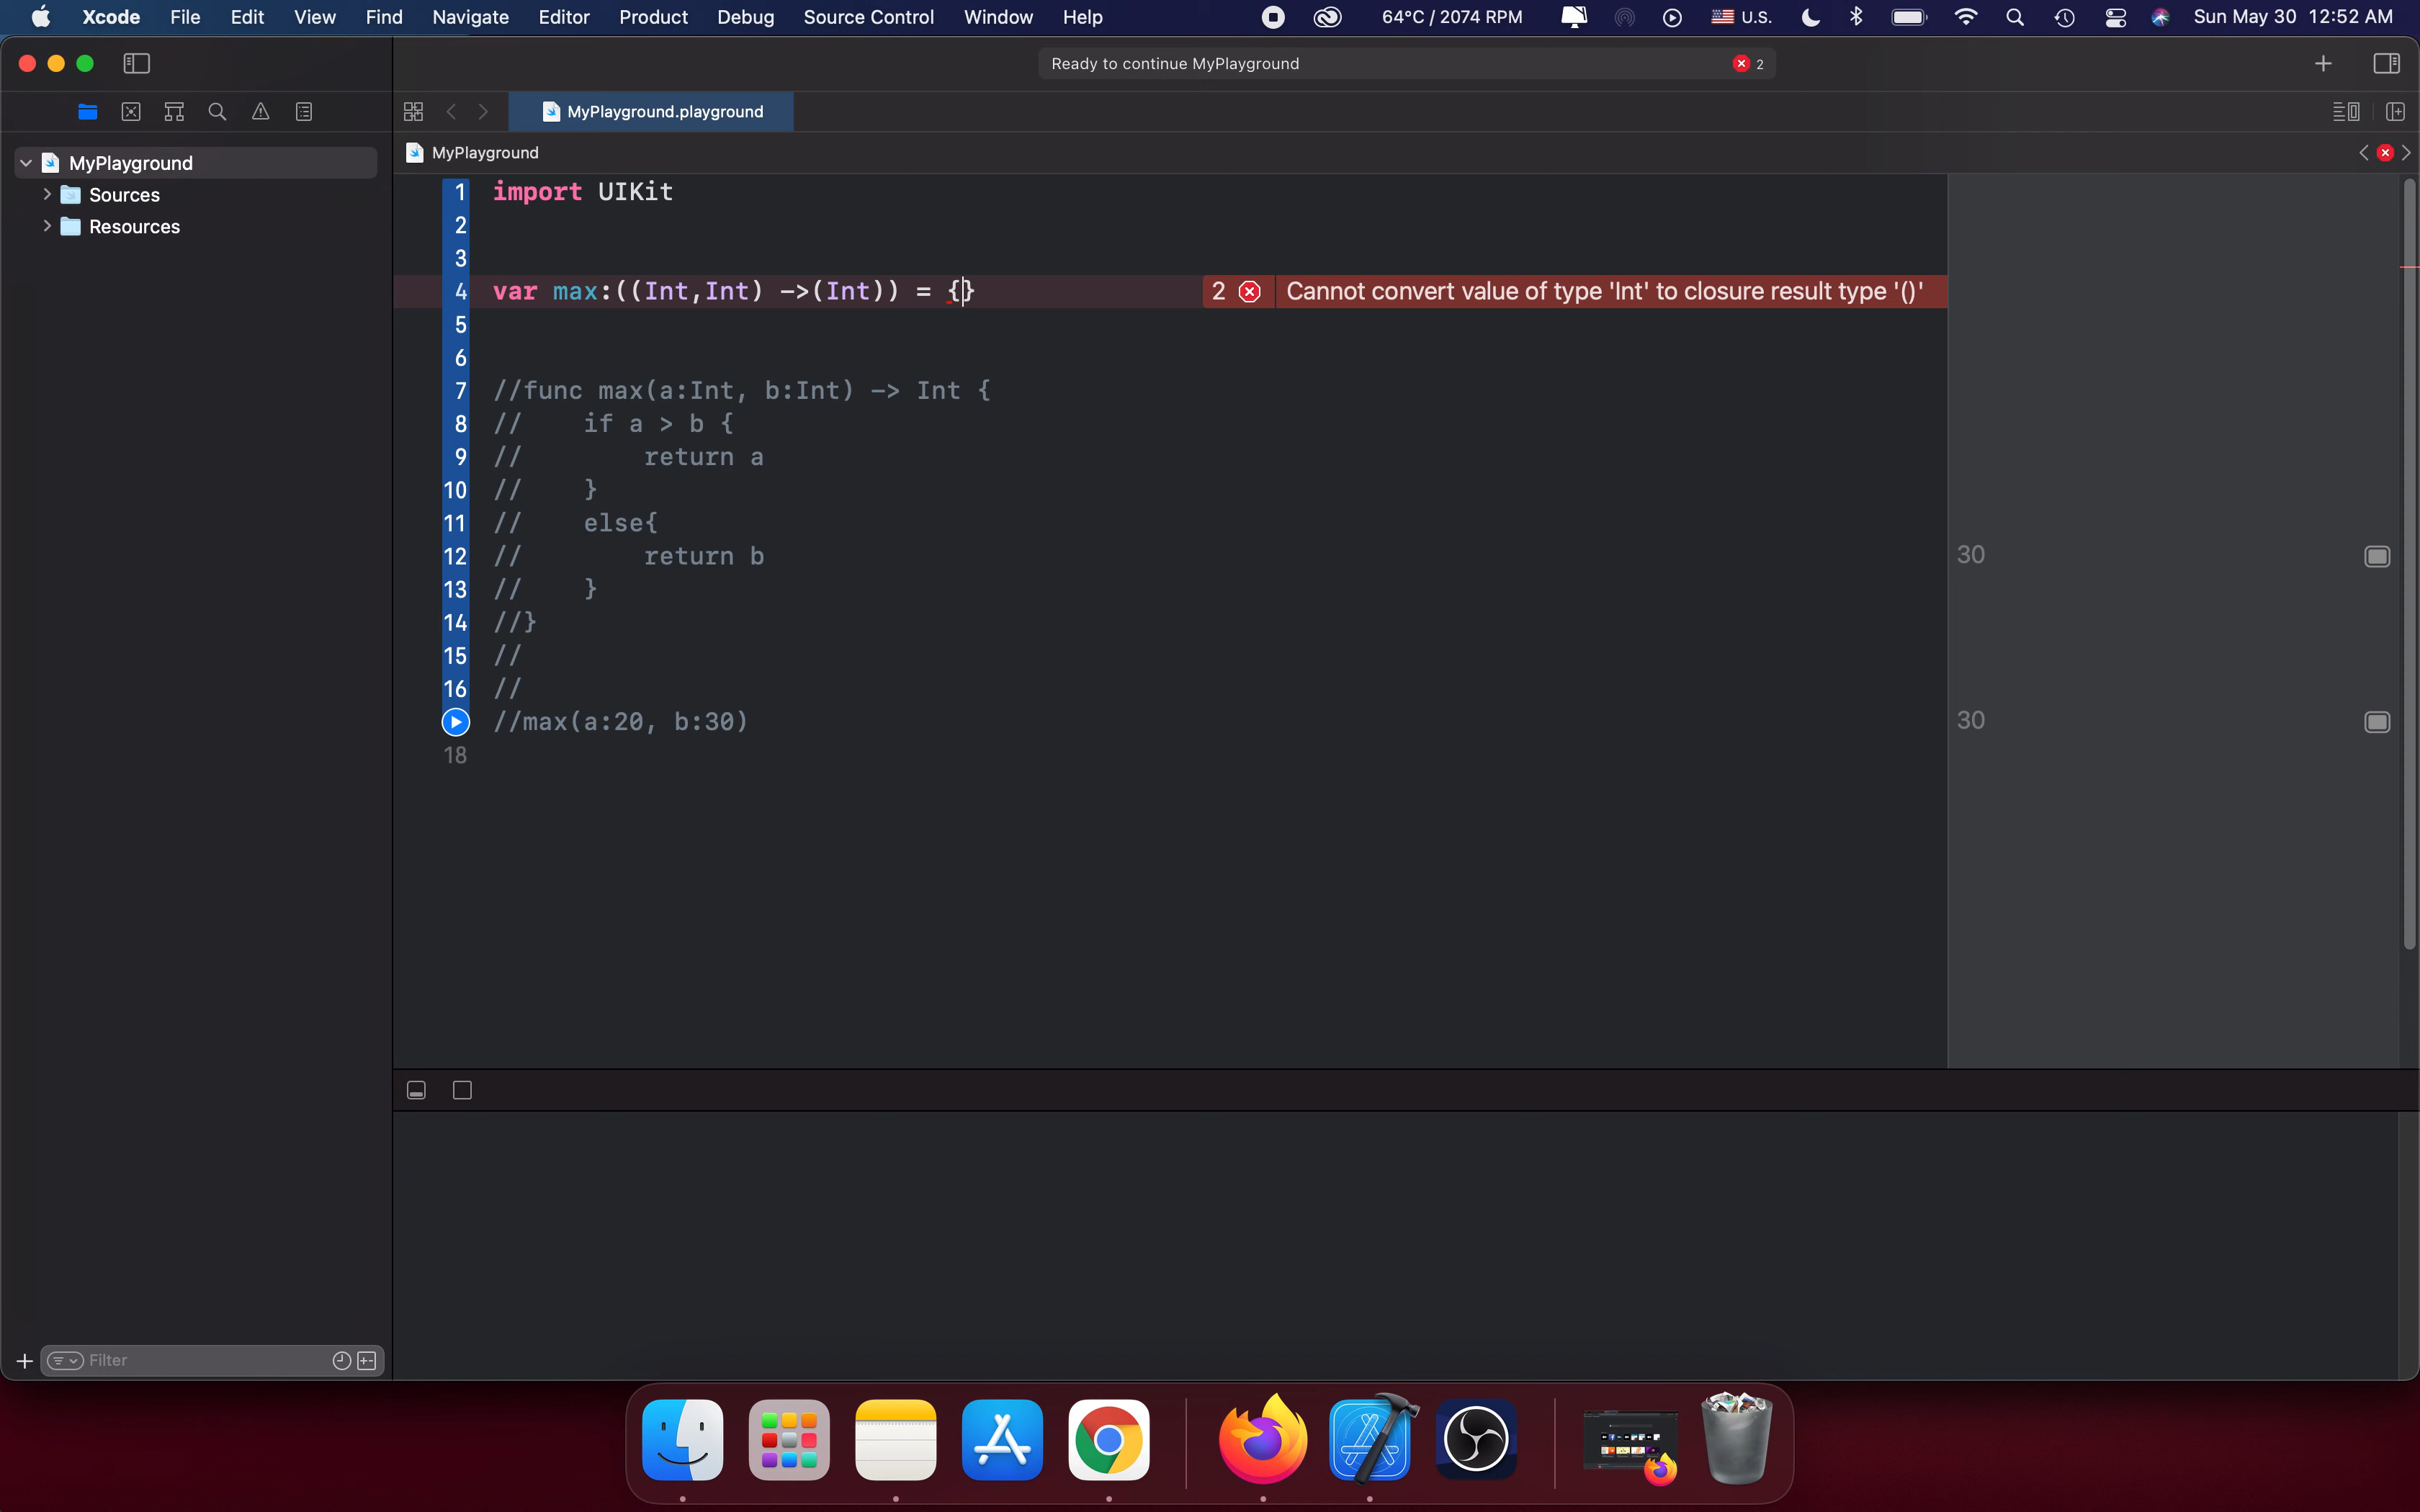 Xcode File Edit View Find Navigate Editor Product Debug Source Control Window Help 64°C / 2074 RPM U.S. Sun May 30 12:52 AM
Ready to continue MyPlayground 2
MyPlayground.playground
MyPlayground
Sources
Resources
MyPlayground
1 import UIKit
2
3
4 var max:((Int,Int) ->(Int)) = {} 2 Cannot convert value of type 'Int' to closure result type '()'
5
6
7 //func max(a:Int, b:Int) -> Int {
8 // if a > b {
9 // return a
10 // }
11 // else{
12 // return b 30
13 // }
14 //}
15 //
16 //
//max(a:20, b:30) 30
18
Filter